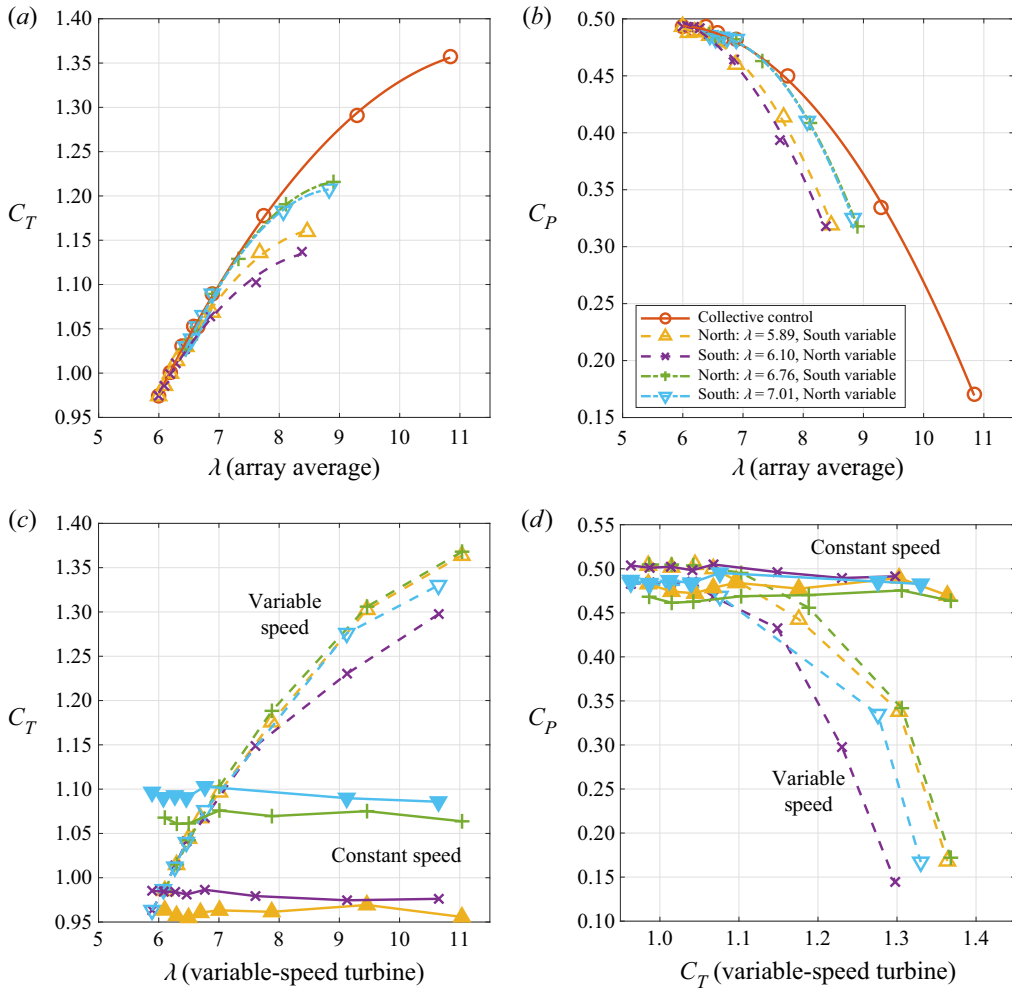 (a)
1.40
1.35
1.30
1.25
1.20
1.15
1.10
1.05
1.00
0.95
C_T
5 6 7 8 9 10 11
λ (array average)
(b)
0.50
0.45
0.40
0.35
0.30
0.25
0.20
0.15
C_P
Collective control
North: λ = 5.89, South variable
South: λ = 6.10, North variable
North: λ = 6.76, South variable
South: λ = 7.01, North variable
5 6 7 8 9 10 11
λ (array average)
(c)
1.40
1.35
1.30
1.25
1.20
1.15
1.10
1.05
1.00
0.95
C_T
Variable
speed
Constant speed
5 6 7 8 9 10 11
λ (variable-speed turbine)
(d)
0.55
0.50
0.45
0.40
0.35
0.30
0.25
0.20
0.15
0.10
C_P
Constant speed
Variable
speed
1.0 1.1 1.2 1.3 1.4
C_T (variable-speed turbine)